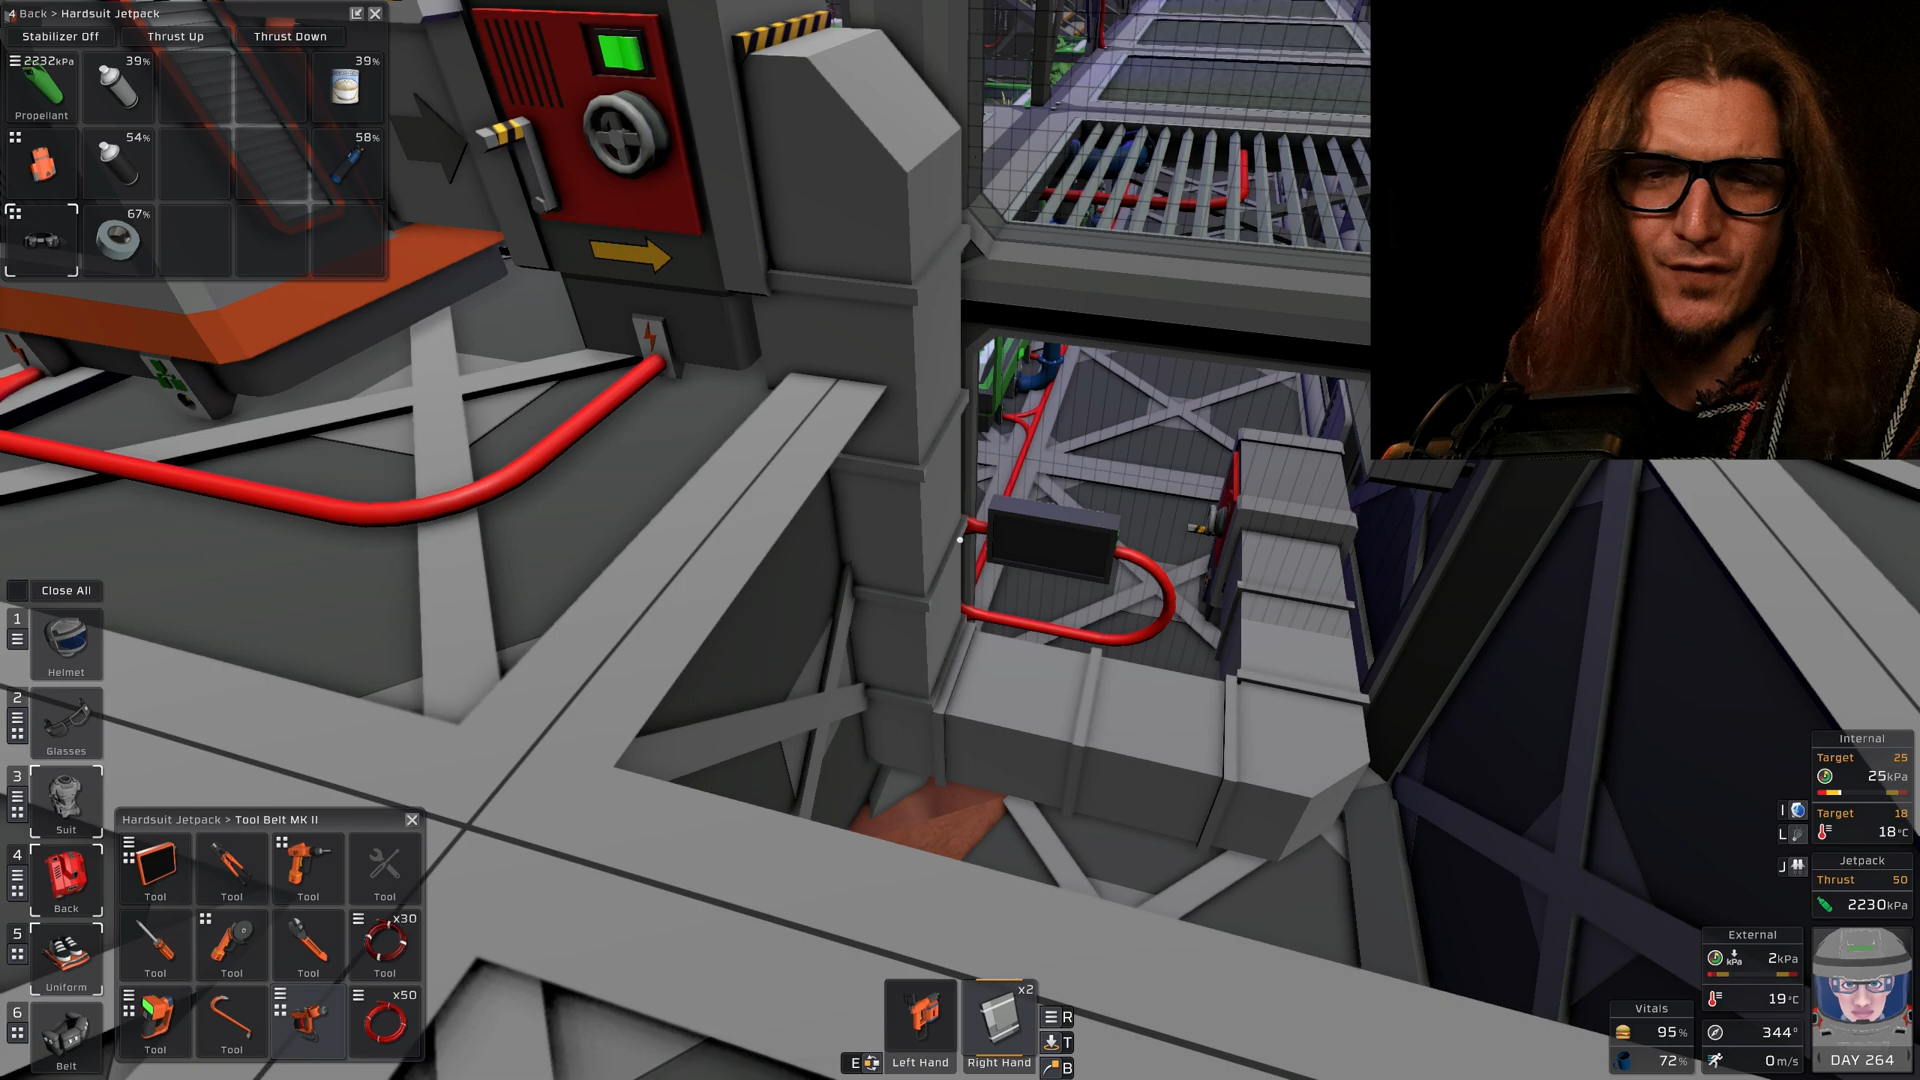 4 Back > Hardsuit Jetpack
Stabilizer Off
Thrust Up
Thrust Down
2232kPa
39%
39%
Propellant
54%
58%
67%
Close All
1
Helmet
2
Glasses
3
Suit
4
Back
5
Uniform
6
Belt
Hardsuit Jetpack > Tool Belt MK II
Tool
Tool
Tool
Tool
x30
Tool
Tool
Tool
Tool
x50
Tool
Tool
x2
R
T
B
E
Left Hand
Right Hand
Internal
Target 25
25kPa
Target 18
18°C
I
L
J
Jetpack
Thrust 50
2230kPa
External
kPa
2kPa
19°C
344°
0m/s
Vitals
95%
72%
DAY 264